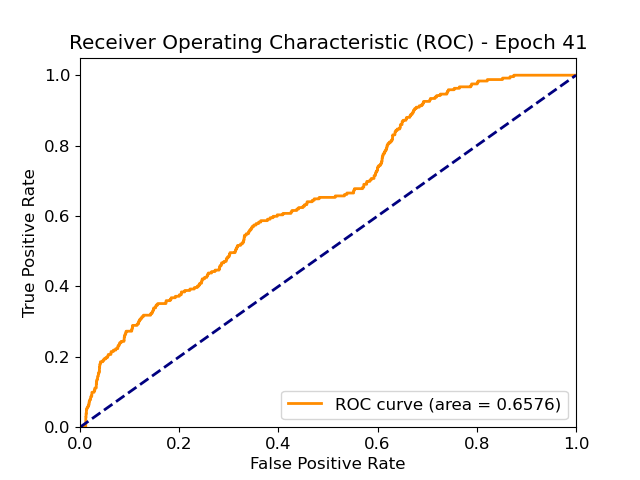 Receiver Operating Characteristic (ROC) - Epoch 41
True Positive Rate
1.0
0.8
0.6
0.4
0.2
0.0
ROC curve (area = 0.6576)
0.0 0.2 0.4 0.6 0.8 1.0
False Positive Rate